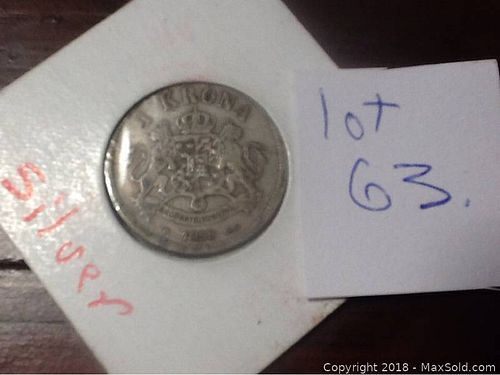 1 KRONA
silver
lot
63.
Copyright © 2018 - MaxSold.com